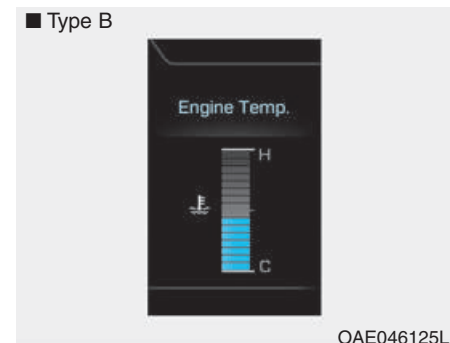 ■ Type B
Engine Temp.
H
C
OAE046125L